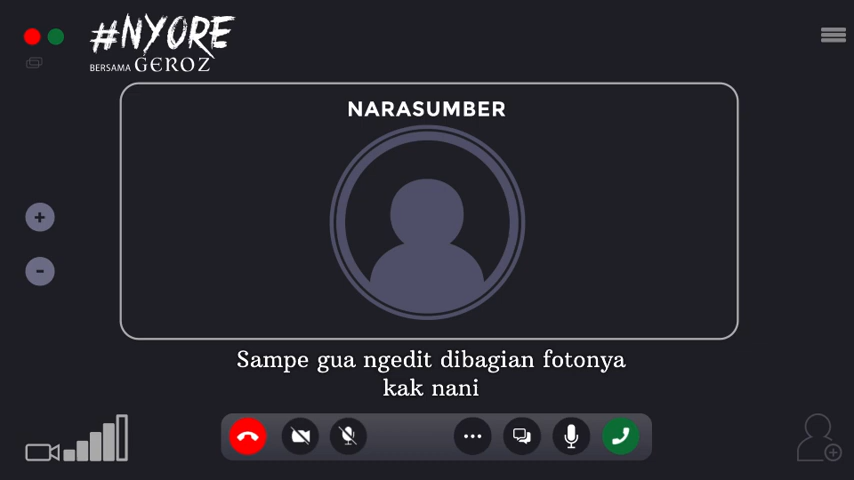 #NYORE
BERSAMA GEROZ
NARASUMBER
Sampe gua ngedit dibagian fotonya
kak nani